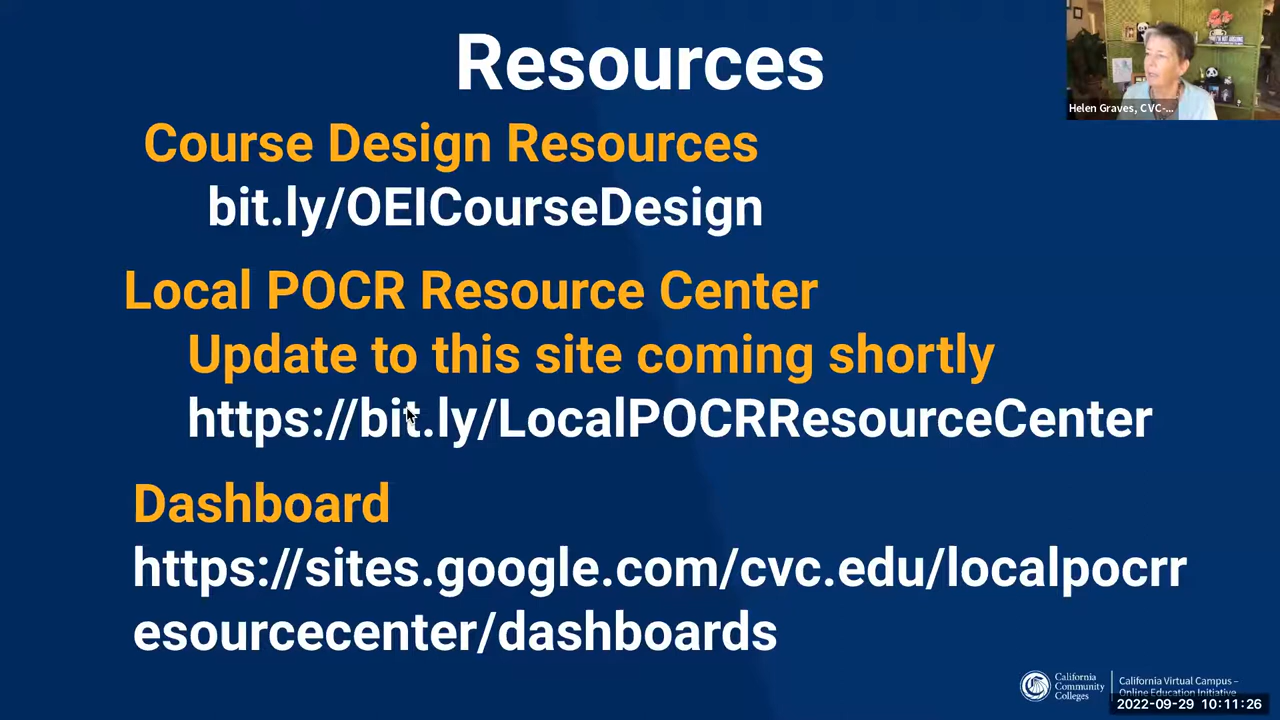 Resources
Helen Graves, CVC-...
Course Design Resources
bit.ly/OEICourseDesign
Local POCR Resource Center
Update to this site coming shortly
https://bit.ly/LocalPOCRResourceCenter
Dashboard
https://sites.google.com/cvc.edu/localpocrr
esourcecenter/dashboards
California
Community
Colleges
California Virtual Campus –
Online Education Initiative
2022-09-29 10:11:26